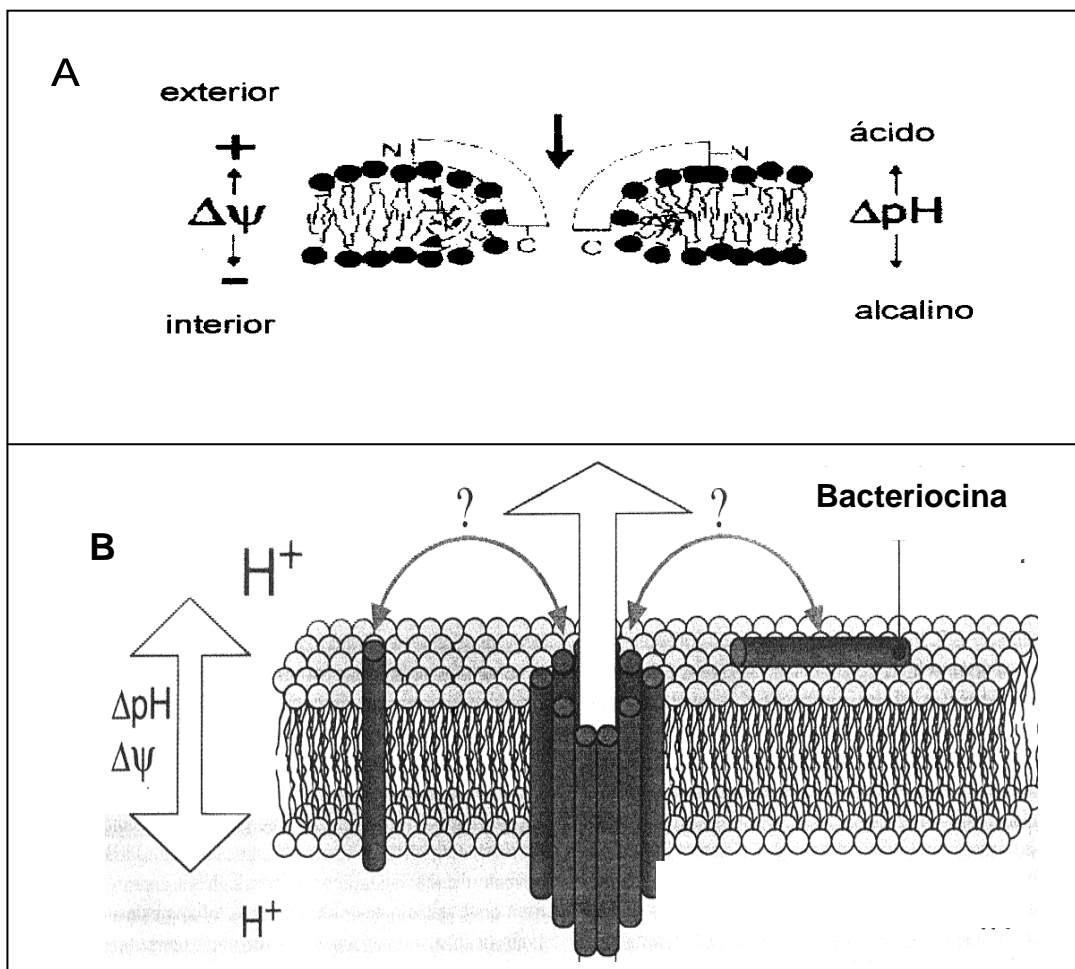 A
exterior
+
Δψ
−
interior
N
C
N
C
ácido
ΔpH
alcalino
B
H⁺
ΔpH
Δψ
H⁺
?
?
Bacteriocina